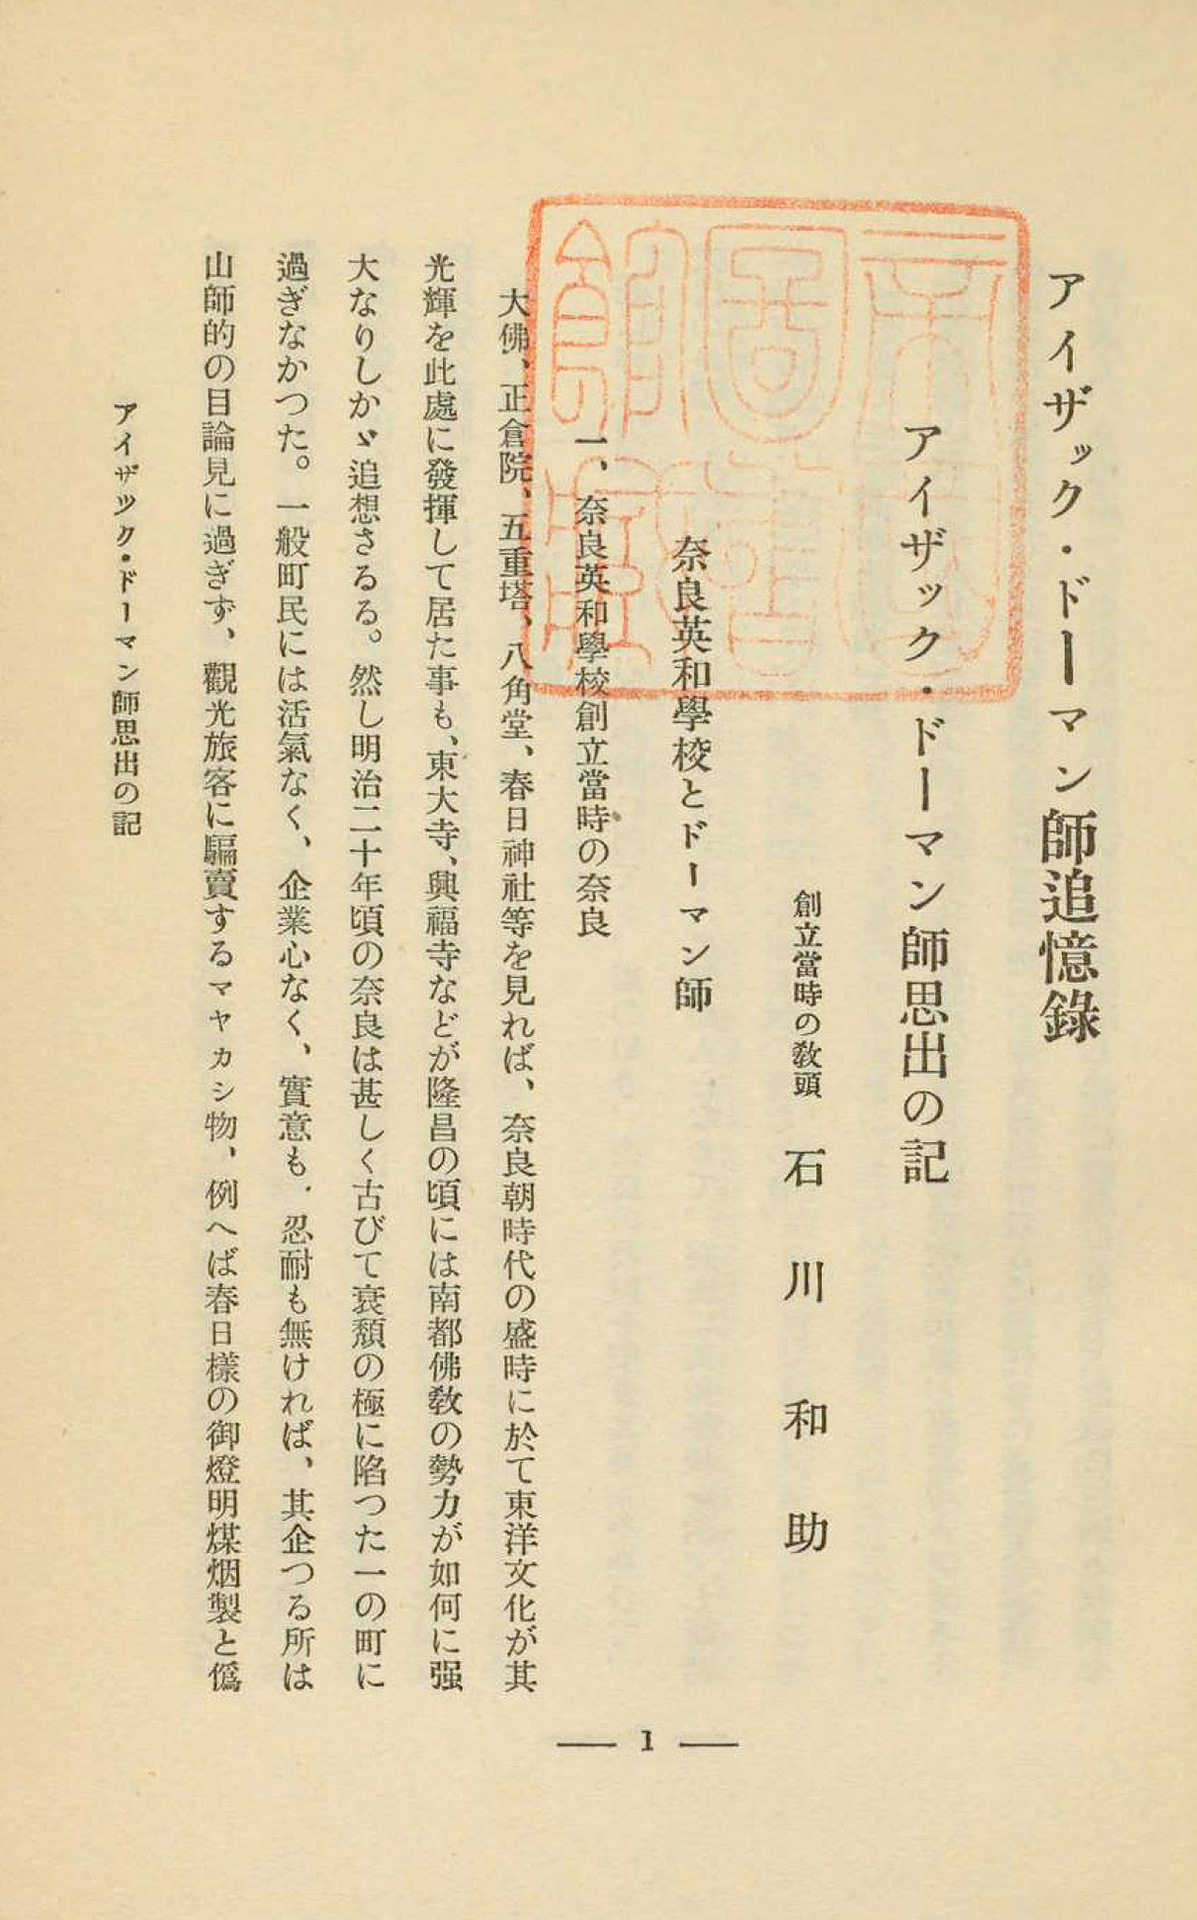 アイザック・ドーマン師追憶錄
アイザック・ドーマン師思出の記
創立當時の敎頭 石川和助
奈良英和學校とドーマン師
一、奈良英和學校創立當時の奈良
大佛、正倉院、五重塔、八角堂、春日神社等を見れば、奈良朝時代の盛時に於て東洋文化が其
光輝を此處に發揮して居た事も、東大寺、興福寺などが隆昌の頃には南都佛敎の勢力が如何に强
大なりしかゞ追想さるる。然し明治二十年頃の奈良は甚しく古びて衰頽の極に陷つた一の町に
過ぎなかつた。一般町民には活氣なく、企業心なく、實意も、忍耐も無ければ、其企つる所は
山師的の目論見に過ぎず、觀光旅客に騙賣するマヤカシ物、例へば春日樣の御燈明煤烟製と僞
アイザック・ドーマン師思出の記
1
帝國圖書館藏